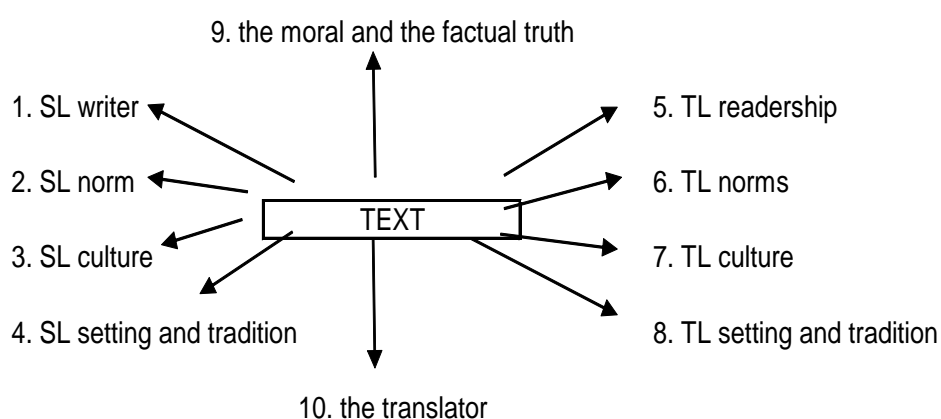 9. the moral and the factual truth
1. SL writer
5. TL readership
2. SL norm
6. TL norms
TEXT
3. SL culture
7. TL culture
4. SL setting and tradition
8. TL setting and tradition
10. the translator